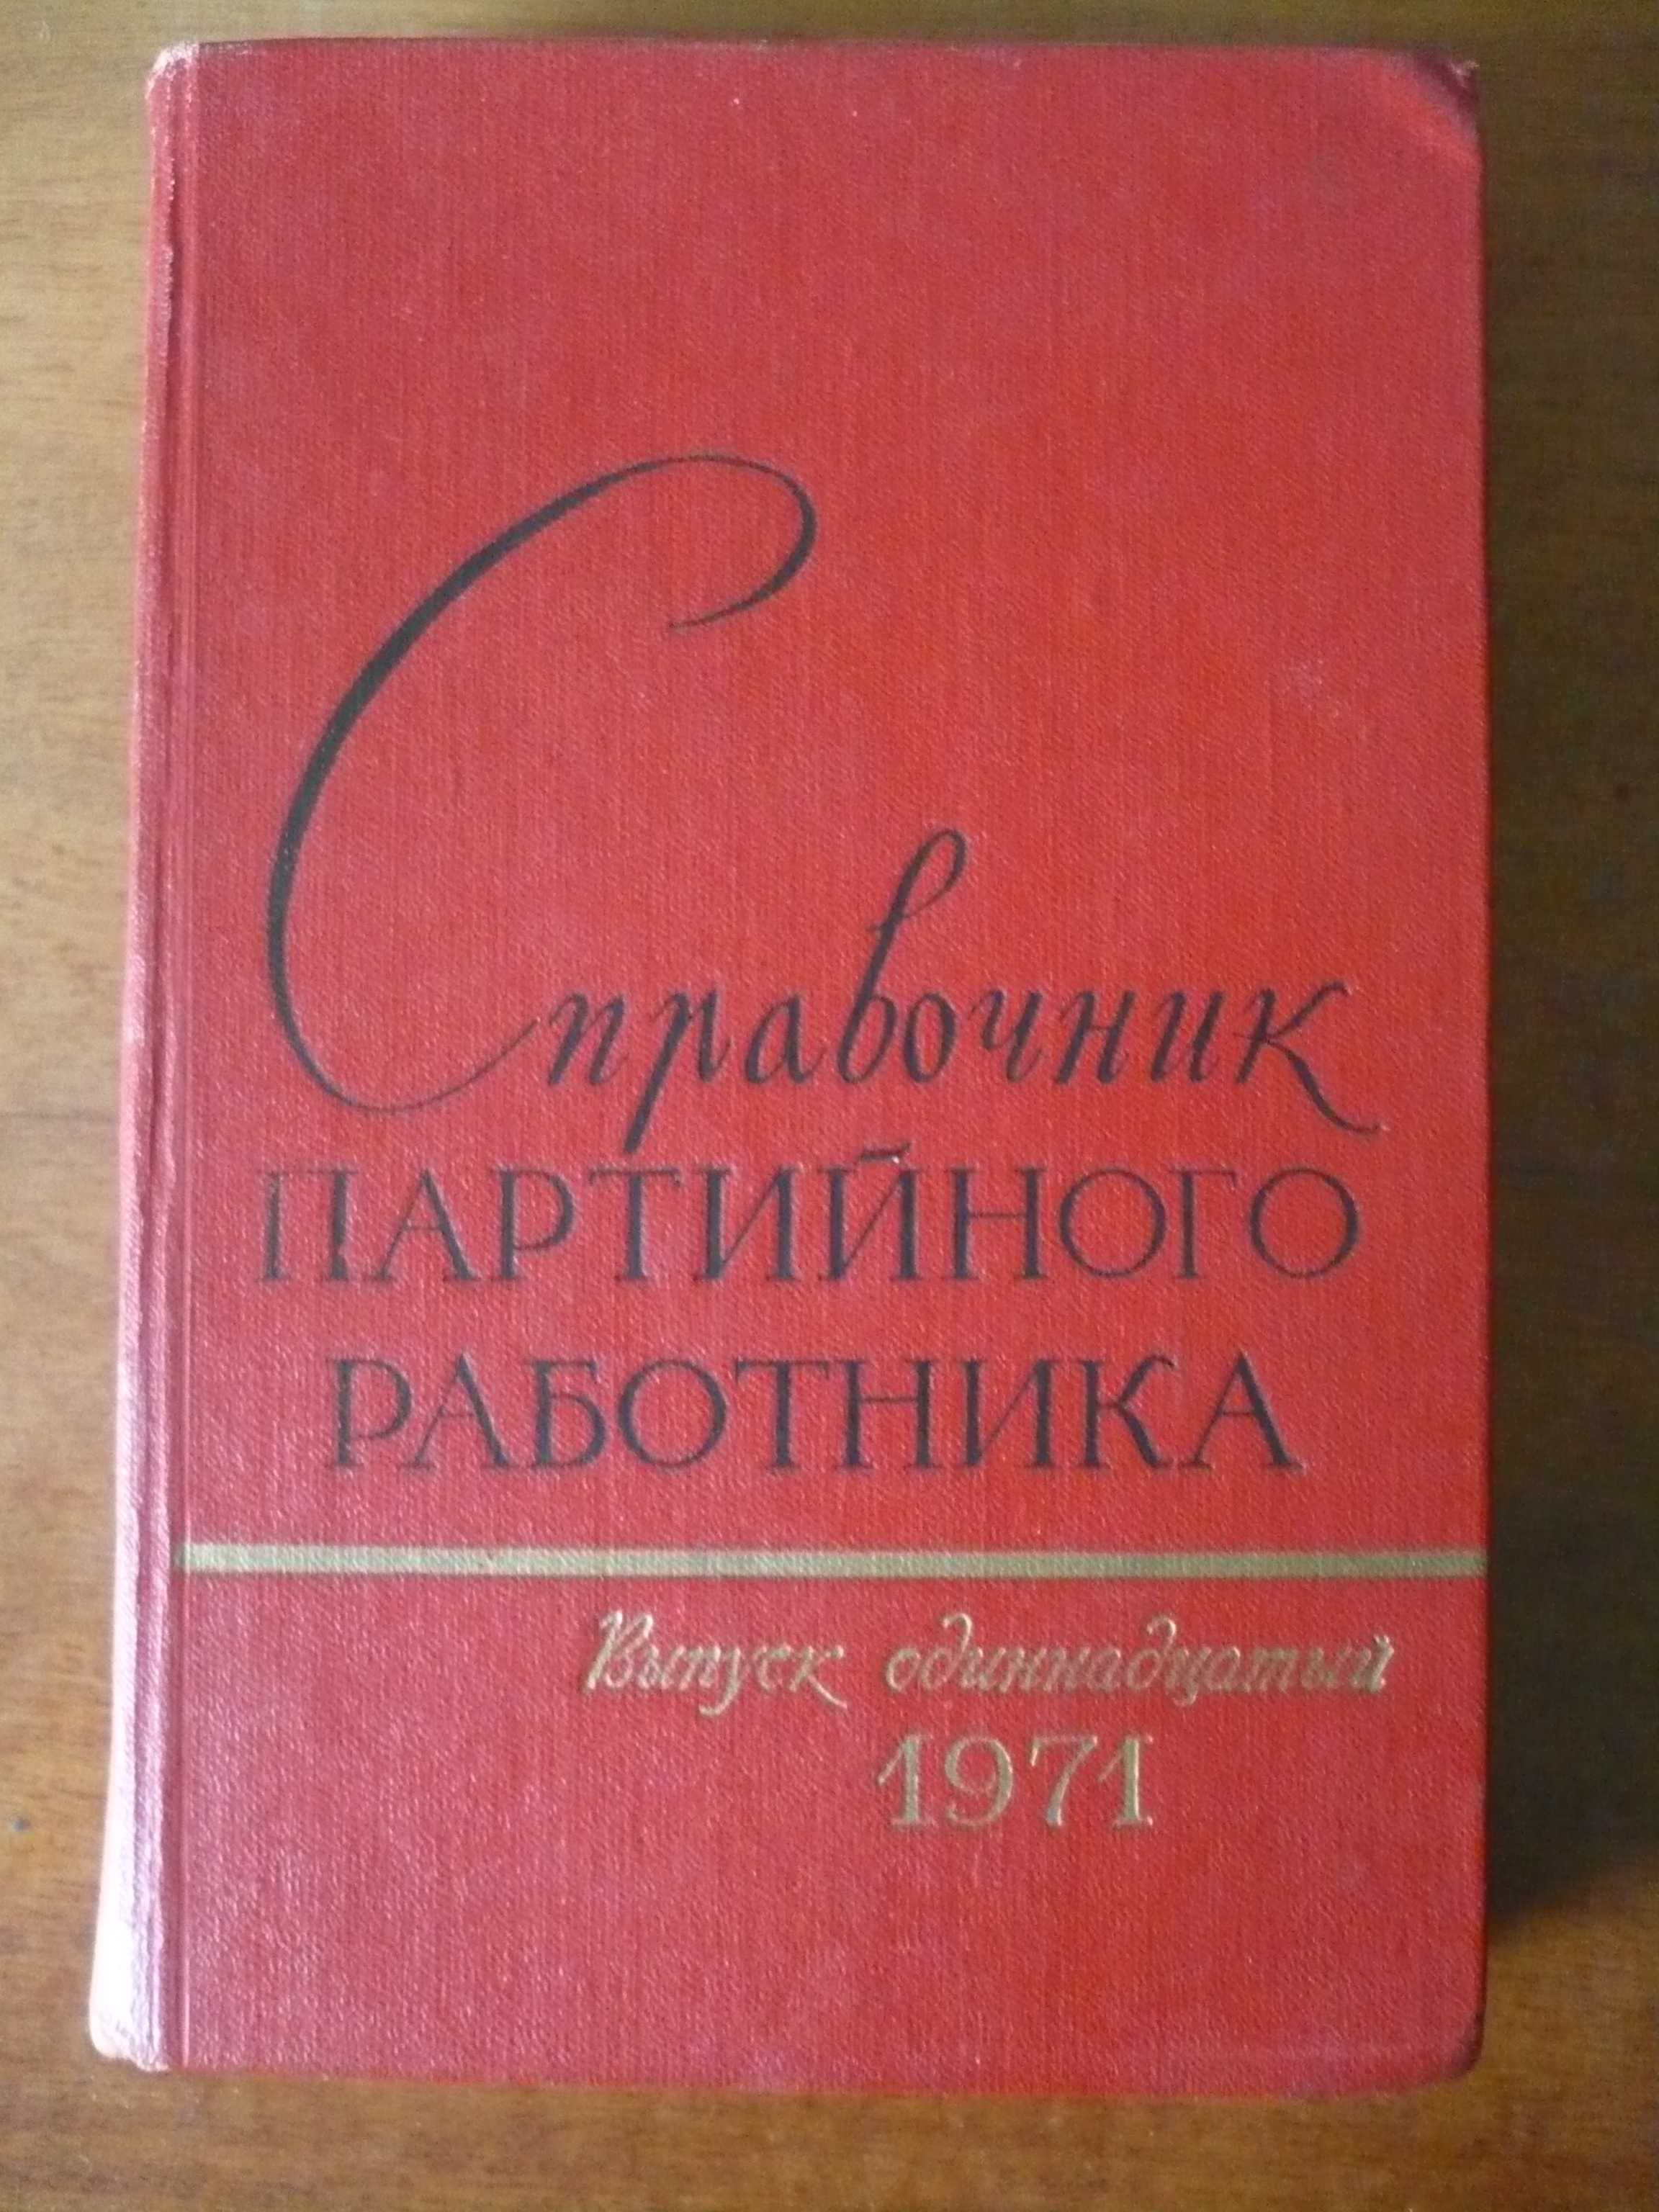 Справочник
ПАРТИЙНОГО
РАБОТНИКА
Выпуск одиннадцатый
1971